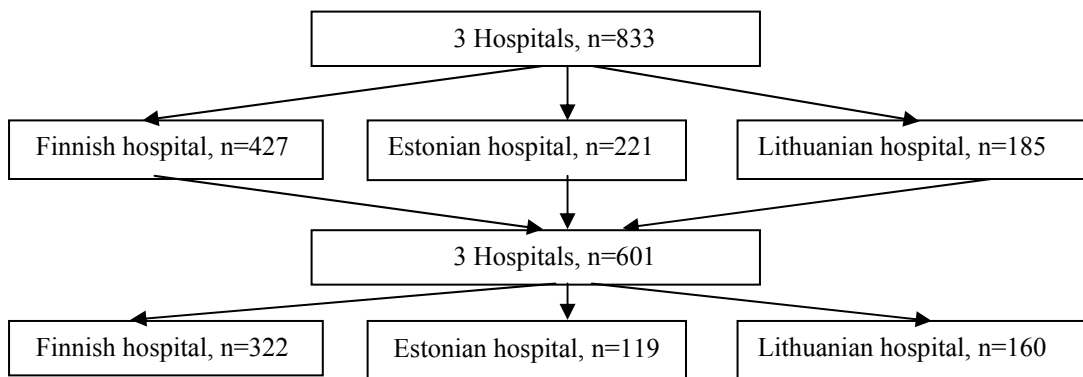 3 Hospitals, n=833
Finnish hospital, n=427
Estonian hospital, n=221
Lithuanian hospital, n=185
3 Hospitals, n=601
Finnish hospital, n=322
Estonian hospital, n=119
Lithuanian hospital, n=160